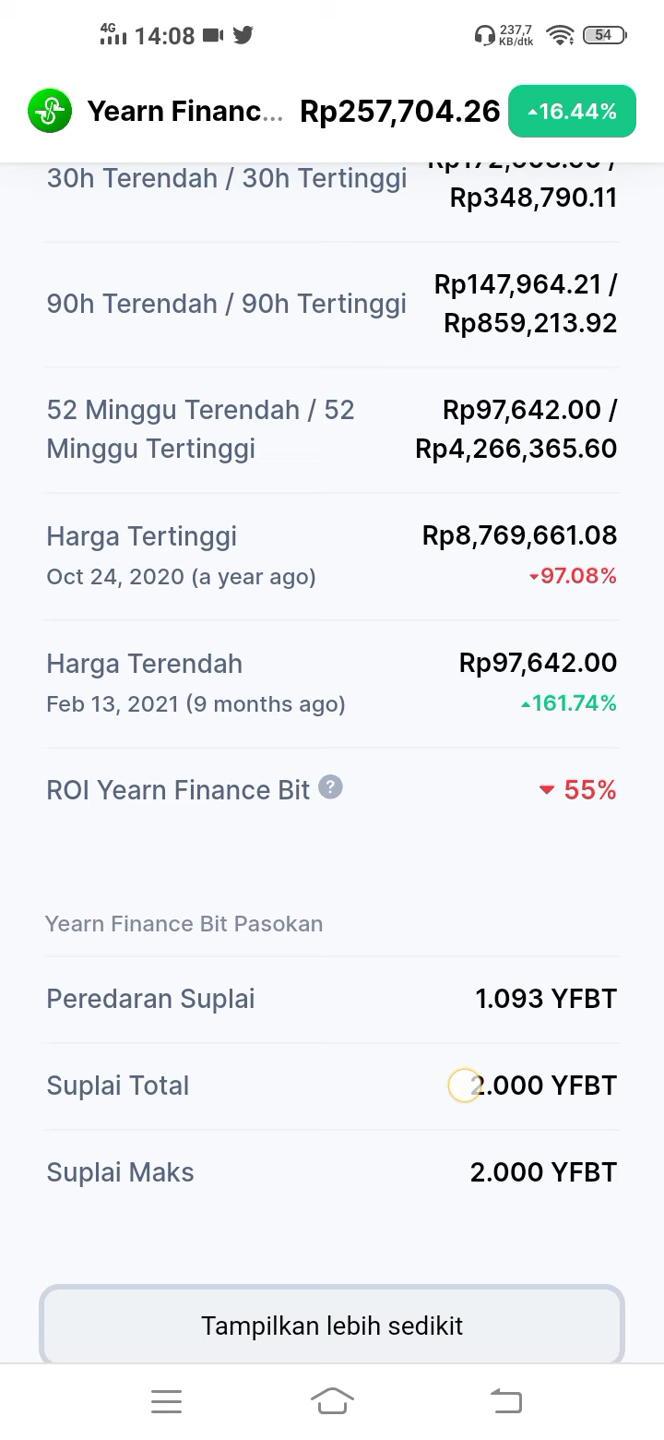 4G 14:08 237,7 KB/dtk 54
Yearn Financ... Rp257,704.26 16.44%
30h Terendah / 30h Tertinggi
Rp348,790.11
90h Terendah / 90h Tertinggi Rp147,964.21 /
Rp859,213.92
52 Minggu Terendah / 52 Rp97,642.00 /
Minggu Tertinggi Rp4,266,365.60
Harga Tertinggi Rp8,769,661.08
Oct 24, 2020 (a year ago) 97.08%
Harga Terendah Rp97,642.00
Feb 13, 2021 (9 months ago) 161.74%
ROI Yearn Finance Bit ? 55%
Yearn Finance Bit Pasokan
Peredaran Suplai 1.093 YFBT
Suplai Total 2.000 YFBT
Suplai Maks 2.000 YFBT
Tampilkan lebih sedikit